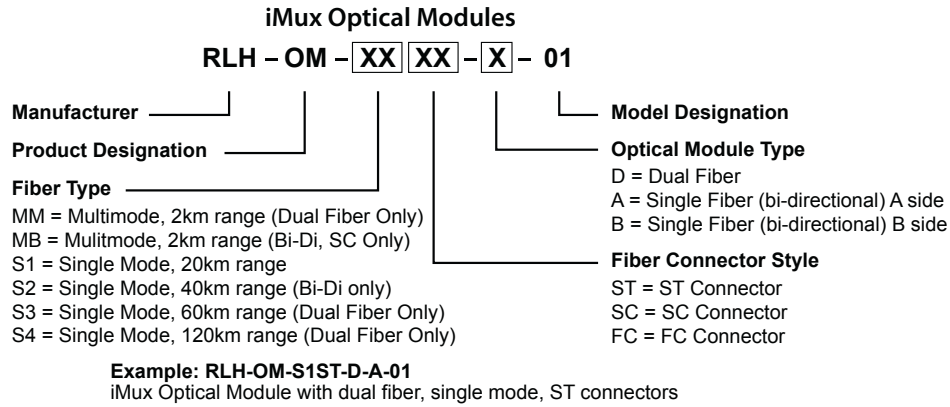 iMux Optical Modules
RLH – OM – XX XX – X – 01
Manufacturer
Product Designation
Fiber Type
MM = Multimode, 2km range (Dual Fiber Only)
MB = Mulitmode, 2km range (Bi-Di, SC Only)
S1 = Single Mode, 20km range
S2 = Single Mode, 40km range (Bi-Di only)
S3 = Single Mode, 60km range (Dual Fiber Only)
S4 = Single Mode, 120km range (Dual Fiber Only)
Model Designation
Optical Module Type
D = Dual Fiber
A = Single Fiber (bi-directional) A side
B = Single Fiber (bi-directional) B side
Fiber Connector Style
ST = ST Connector
SC = SC Connector
FC = FC Connector
Example: RLH-OM-S1ST-D-A-01
iMux Optical Module with dual fiber, single mode, ST connectors